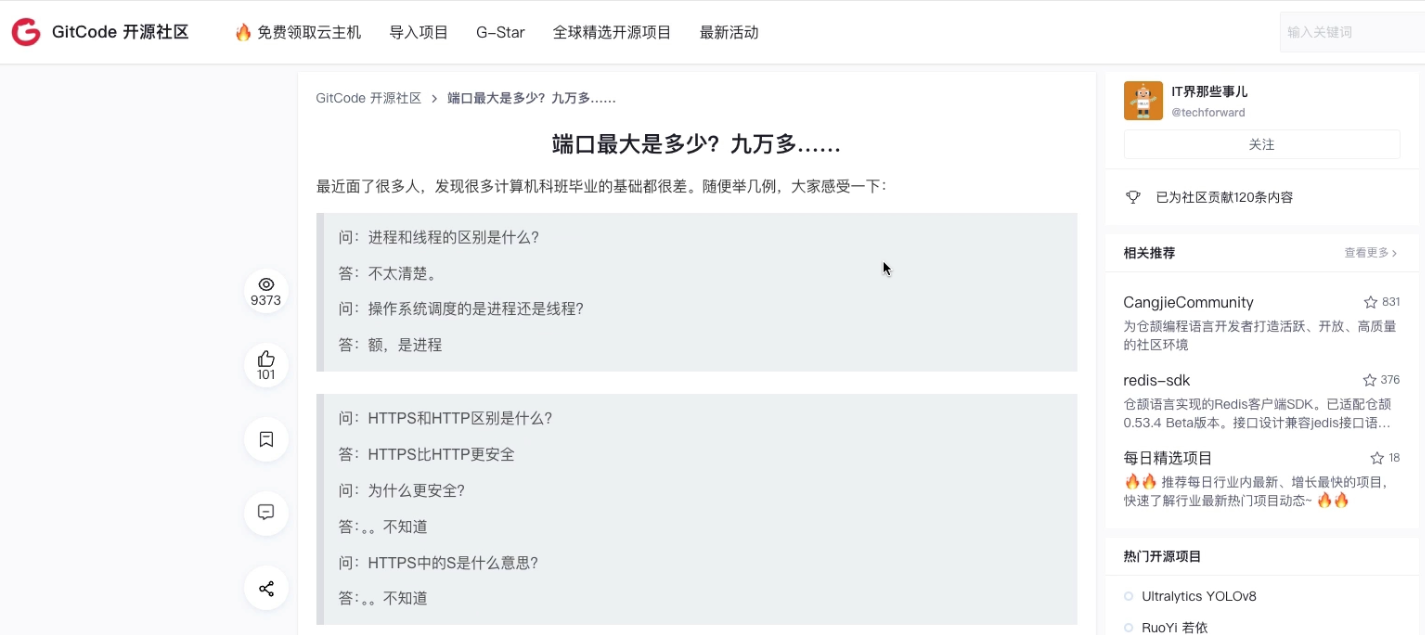 GitCode 开源社区
🔥 免费领取云主机 导入项目 G-Star 全球精选开源项目 最新活动
输入关键词
GitCode 开源社区 > 端口最大是多少？九万多……
端口最大是多少？九万多……
最近面了很多人，发现很多计算机科班毕业的基础都很差。随便举几例，大家感受一下：
问：进程和线程的区别是什么？
答：不太清楚。
问：操作系统调度的是进程还是线程？
答：额，是进程
问：HTTPS和HTTP区别是什么？
答：HTTPS比HTTP更安全
问：为什么更安全？
答：。。不知道
问：HTTPS中的S是什么意思？
答：。。不知道
9373
101
IT界那些事儿
@techforward
关注
已为社区贡献120条内容
相关推荐 查看更多 >
CangjieCommunity 831
为仓颉编程语言开发者打造活跃、开放、高质量
的社区环境
redis-sdk 376
仓颉语言实现的Redis客户端SDK。已适配仓颉
0.53.4 Beta版本。接口设计兼容jedis接口语...
每日精选项目 18
🔥🔥 推荐每日行业内最新、增长最快的项目，
快速了解行业最新热门项目动态~ 🔥🔥
热门开源项目
Ultralytics YOLOv8
RuoYi 若依